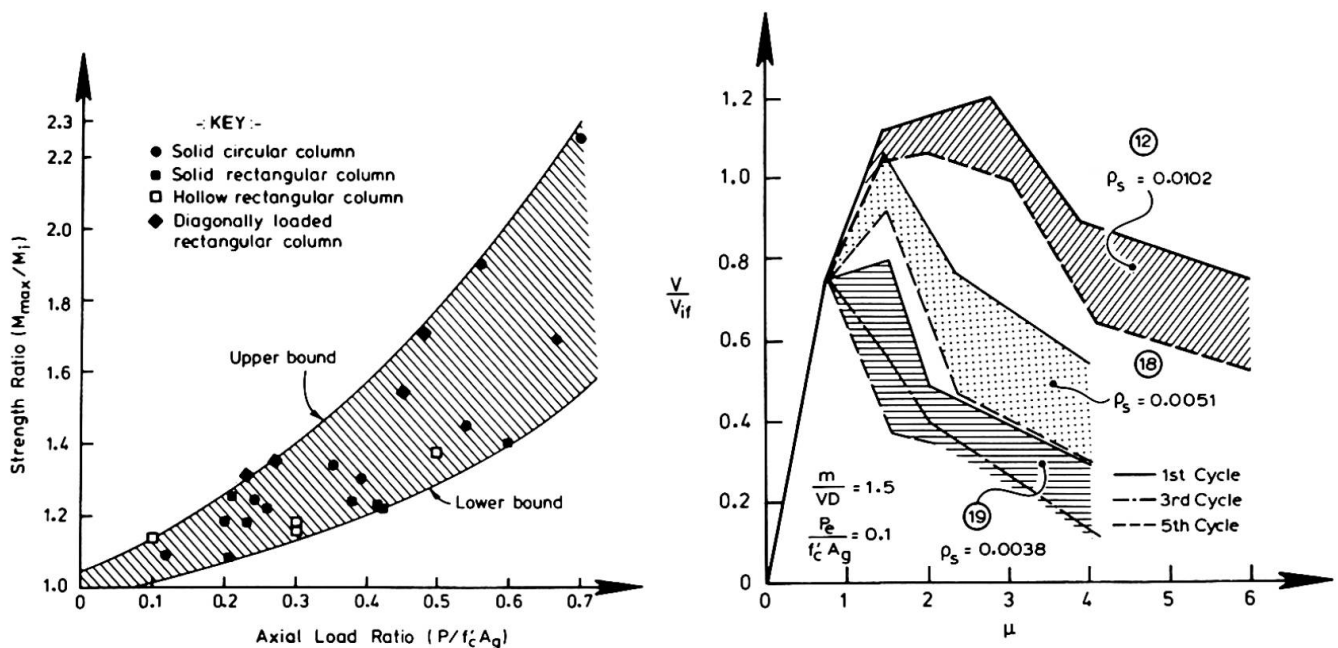 Strength Ratio (Mmax/Mi)
2.3
2.2
2.0
1.8
1.6
1.4
1.2
1.0
-: KEY :-
Solid circular column
Solid rectangular column
Hollow rectangular column
Diagonally loaded
rectangular column
Upper bound
Lower bound
0 0.1 0.2 0.3 0.4 0.5 0.6 0.7
Axial Load Ratio (P/f'c Ag)
V
Vif
1.2
1.0
0.8
0.6
0.4
0.2
0
12
ρs = 0.0102
18
ρs = 0.0051
m
VD = 1.5
Pe
f'c Ag = 0.1
19
ρs = 0.0038
1st Cycle
3rd Cycle
5th Cycle
0 1 2 3 4 5 6
μ